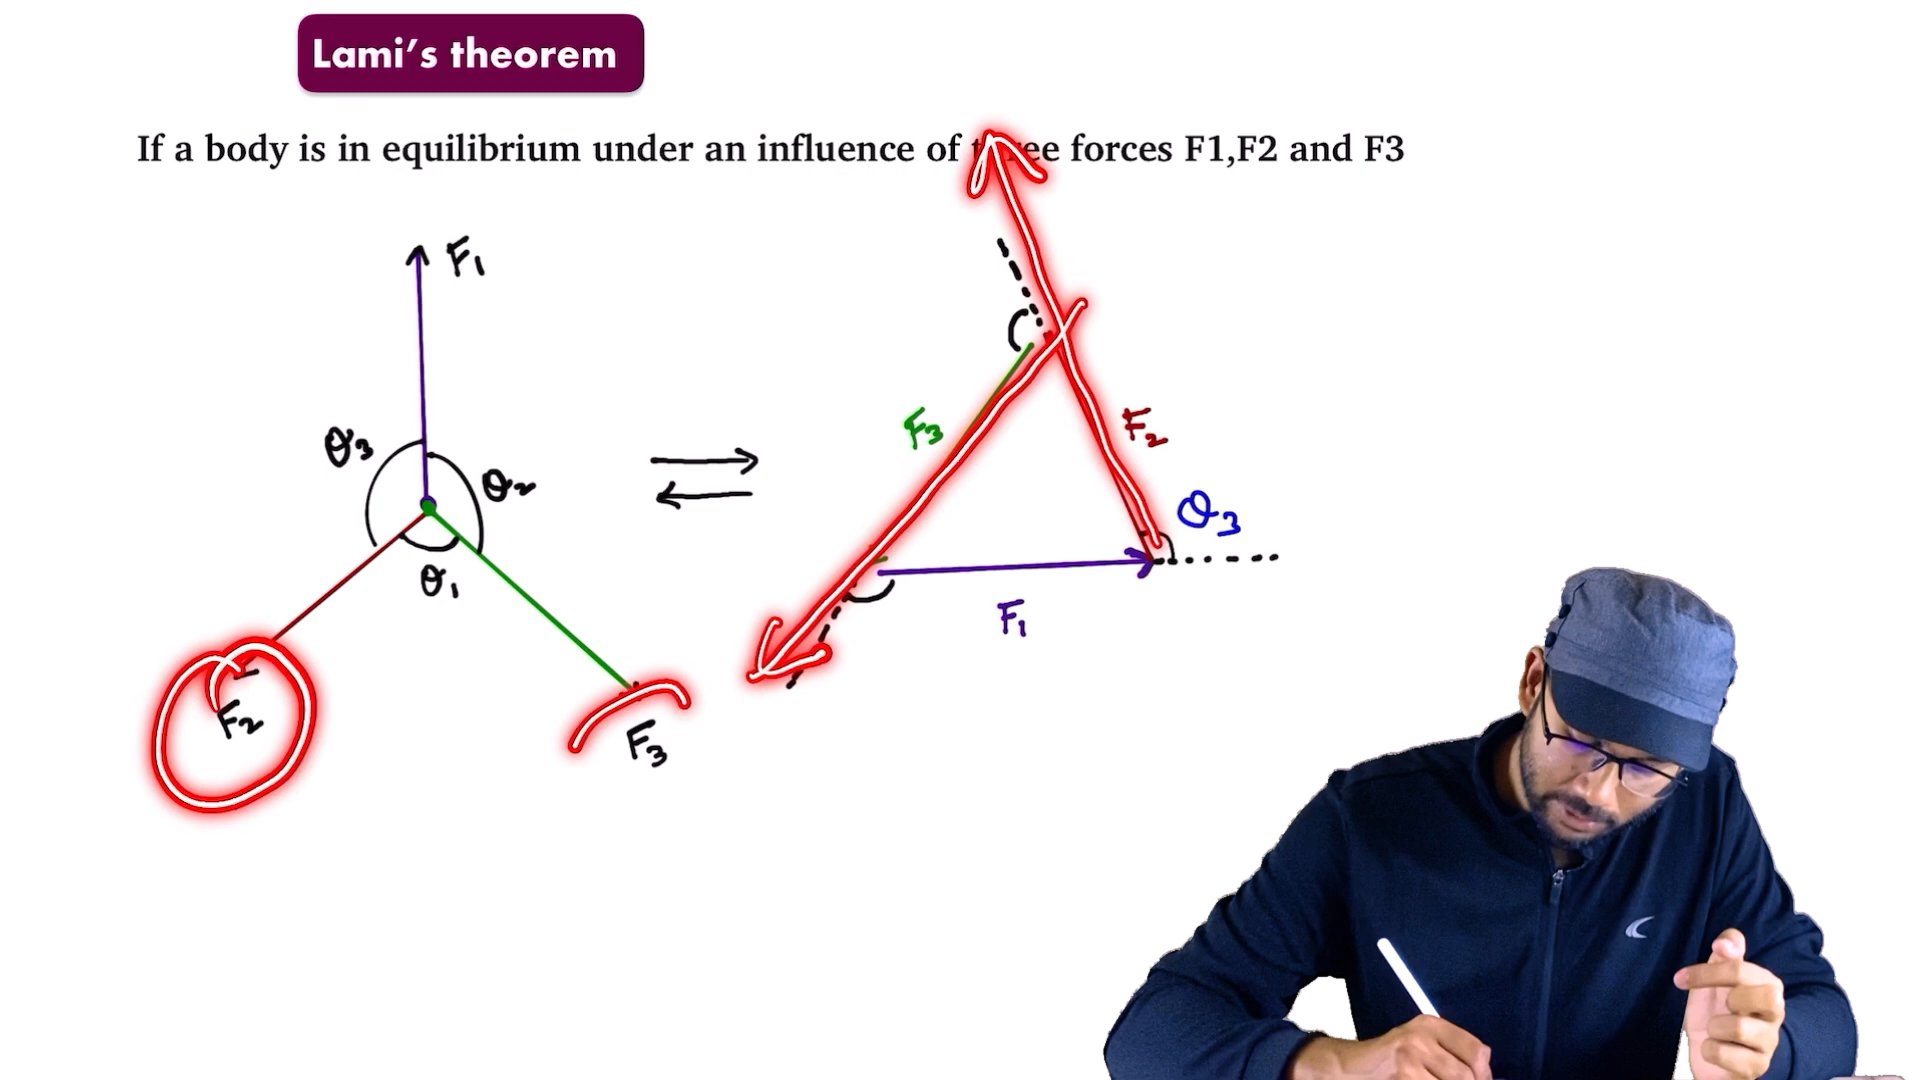 Lami's theorem
If a body is in equilibrium under an influence of three forces F1,F2 and F3
F₁
θ₃
θ₂
θ₁
F₂
F₃
F₃
F₂
θ₃
F₁